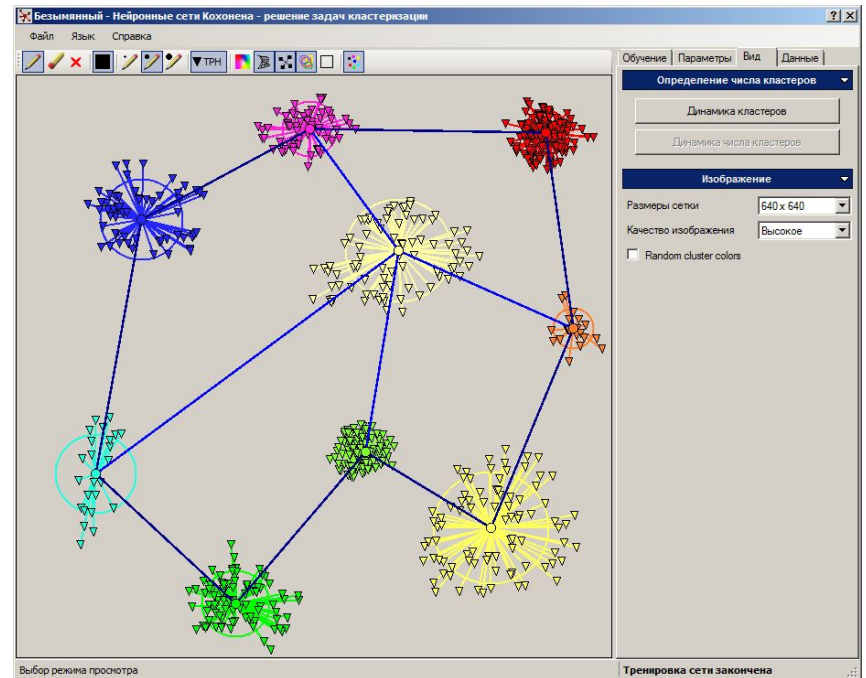 Безымянный - Нейронные сети Кохонена - решение задач кластеризации
Файл Язык Справка
ТРН
Обучение Параметры Вид Данные
Определение числа кластеров
Динамика кластеров
Динамика числа кластеров
Изображение
Размеры сетки 640 x 640
Качество изображения Высокое
Random cluster colors
Выбор режима просмотра Тренировка сети закончена